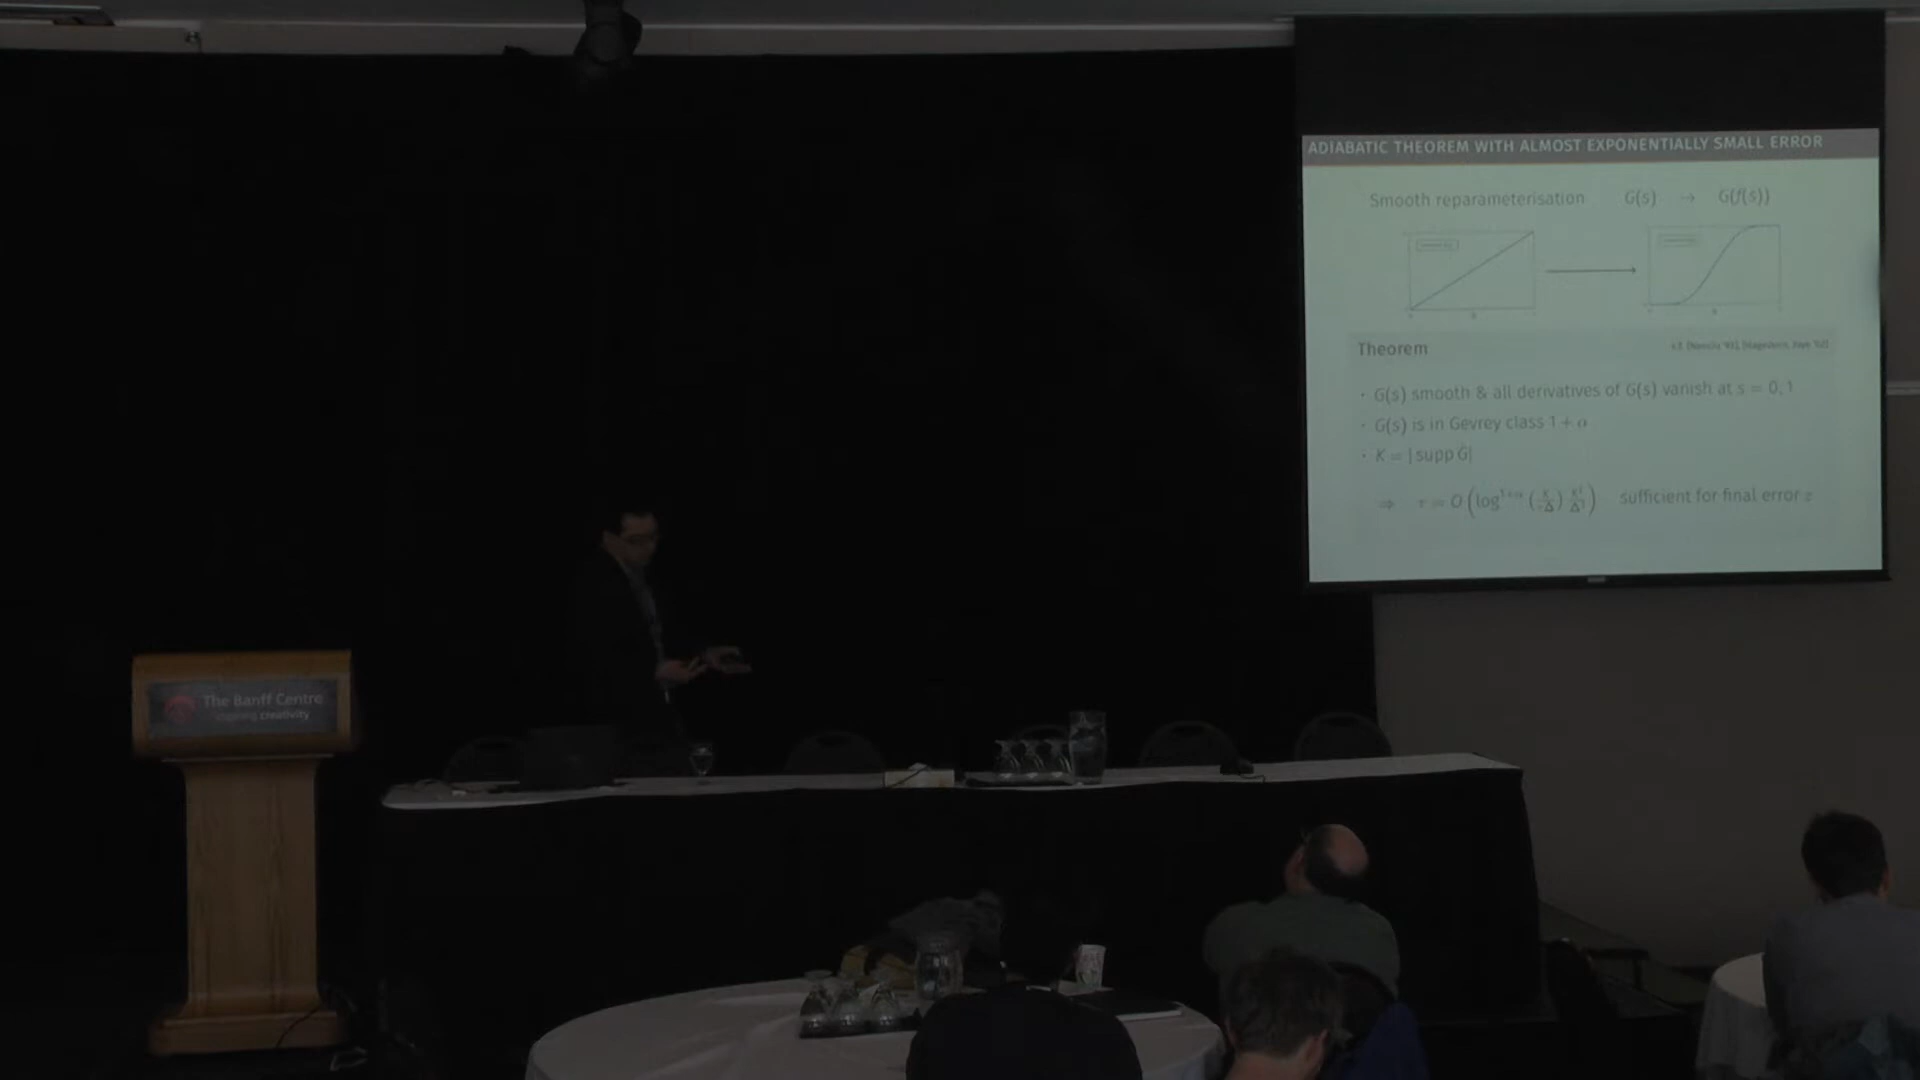 ADIABATIC THEOREM WITH ALMOST EXPONENTIALLY SMALL ERROR
Smooth reparameterisation G(s) → G(f(s))
Theorem
· G(s) smooth & all derivatives of G(s) vanish at s = 0, 1
· G(s) is in Gevrey class 1 + α
· K = | supp Ġ|
⇒ τ = O sufficient for final error ε
The Banff Centre
inspiring creativity